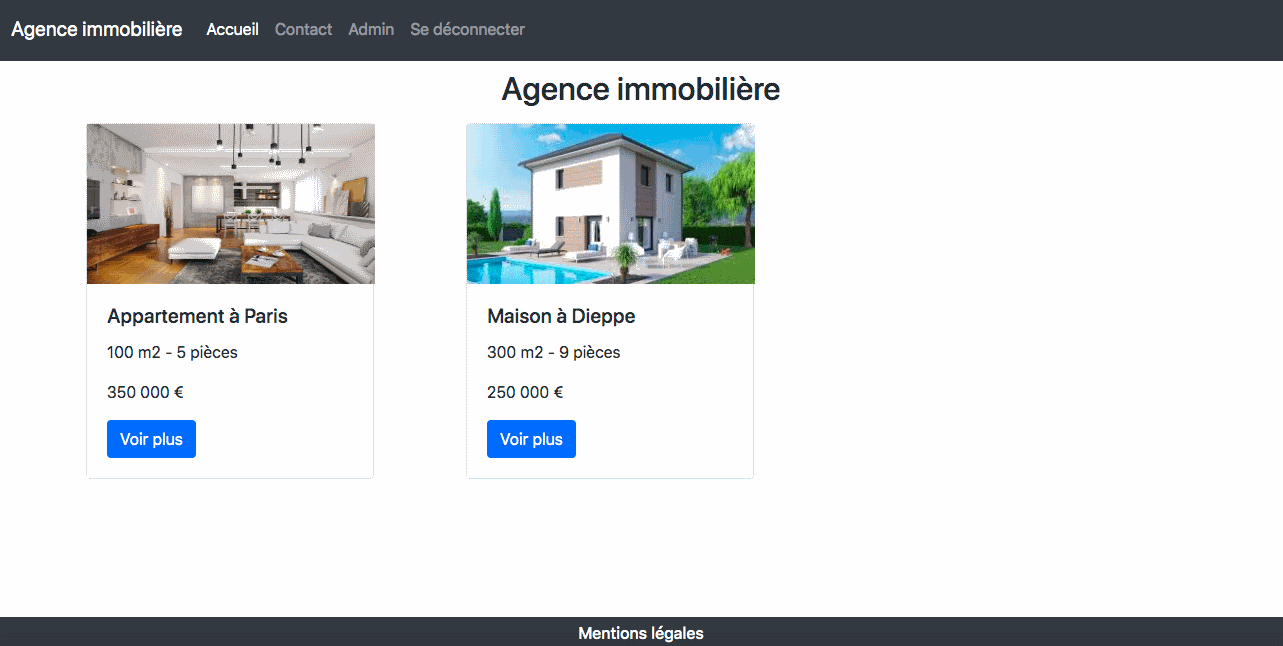 Agence immobilière Accueil Contact Admin Se déconnecter
Agence immobilière
Appartement à Paris
100 m2 - 5 pièces
350 000 €
Voir plus
Maison à Dieppe
300 m2 - 9 pièces
250 000 €
Voir plus
Mentions légales